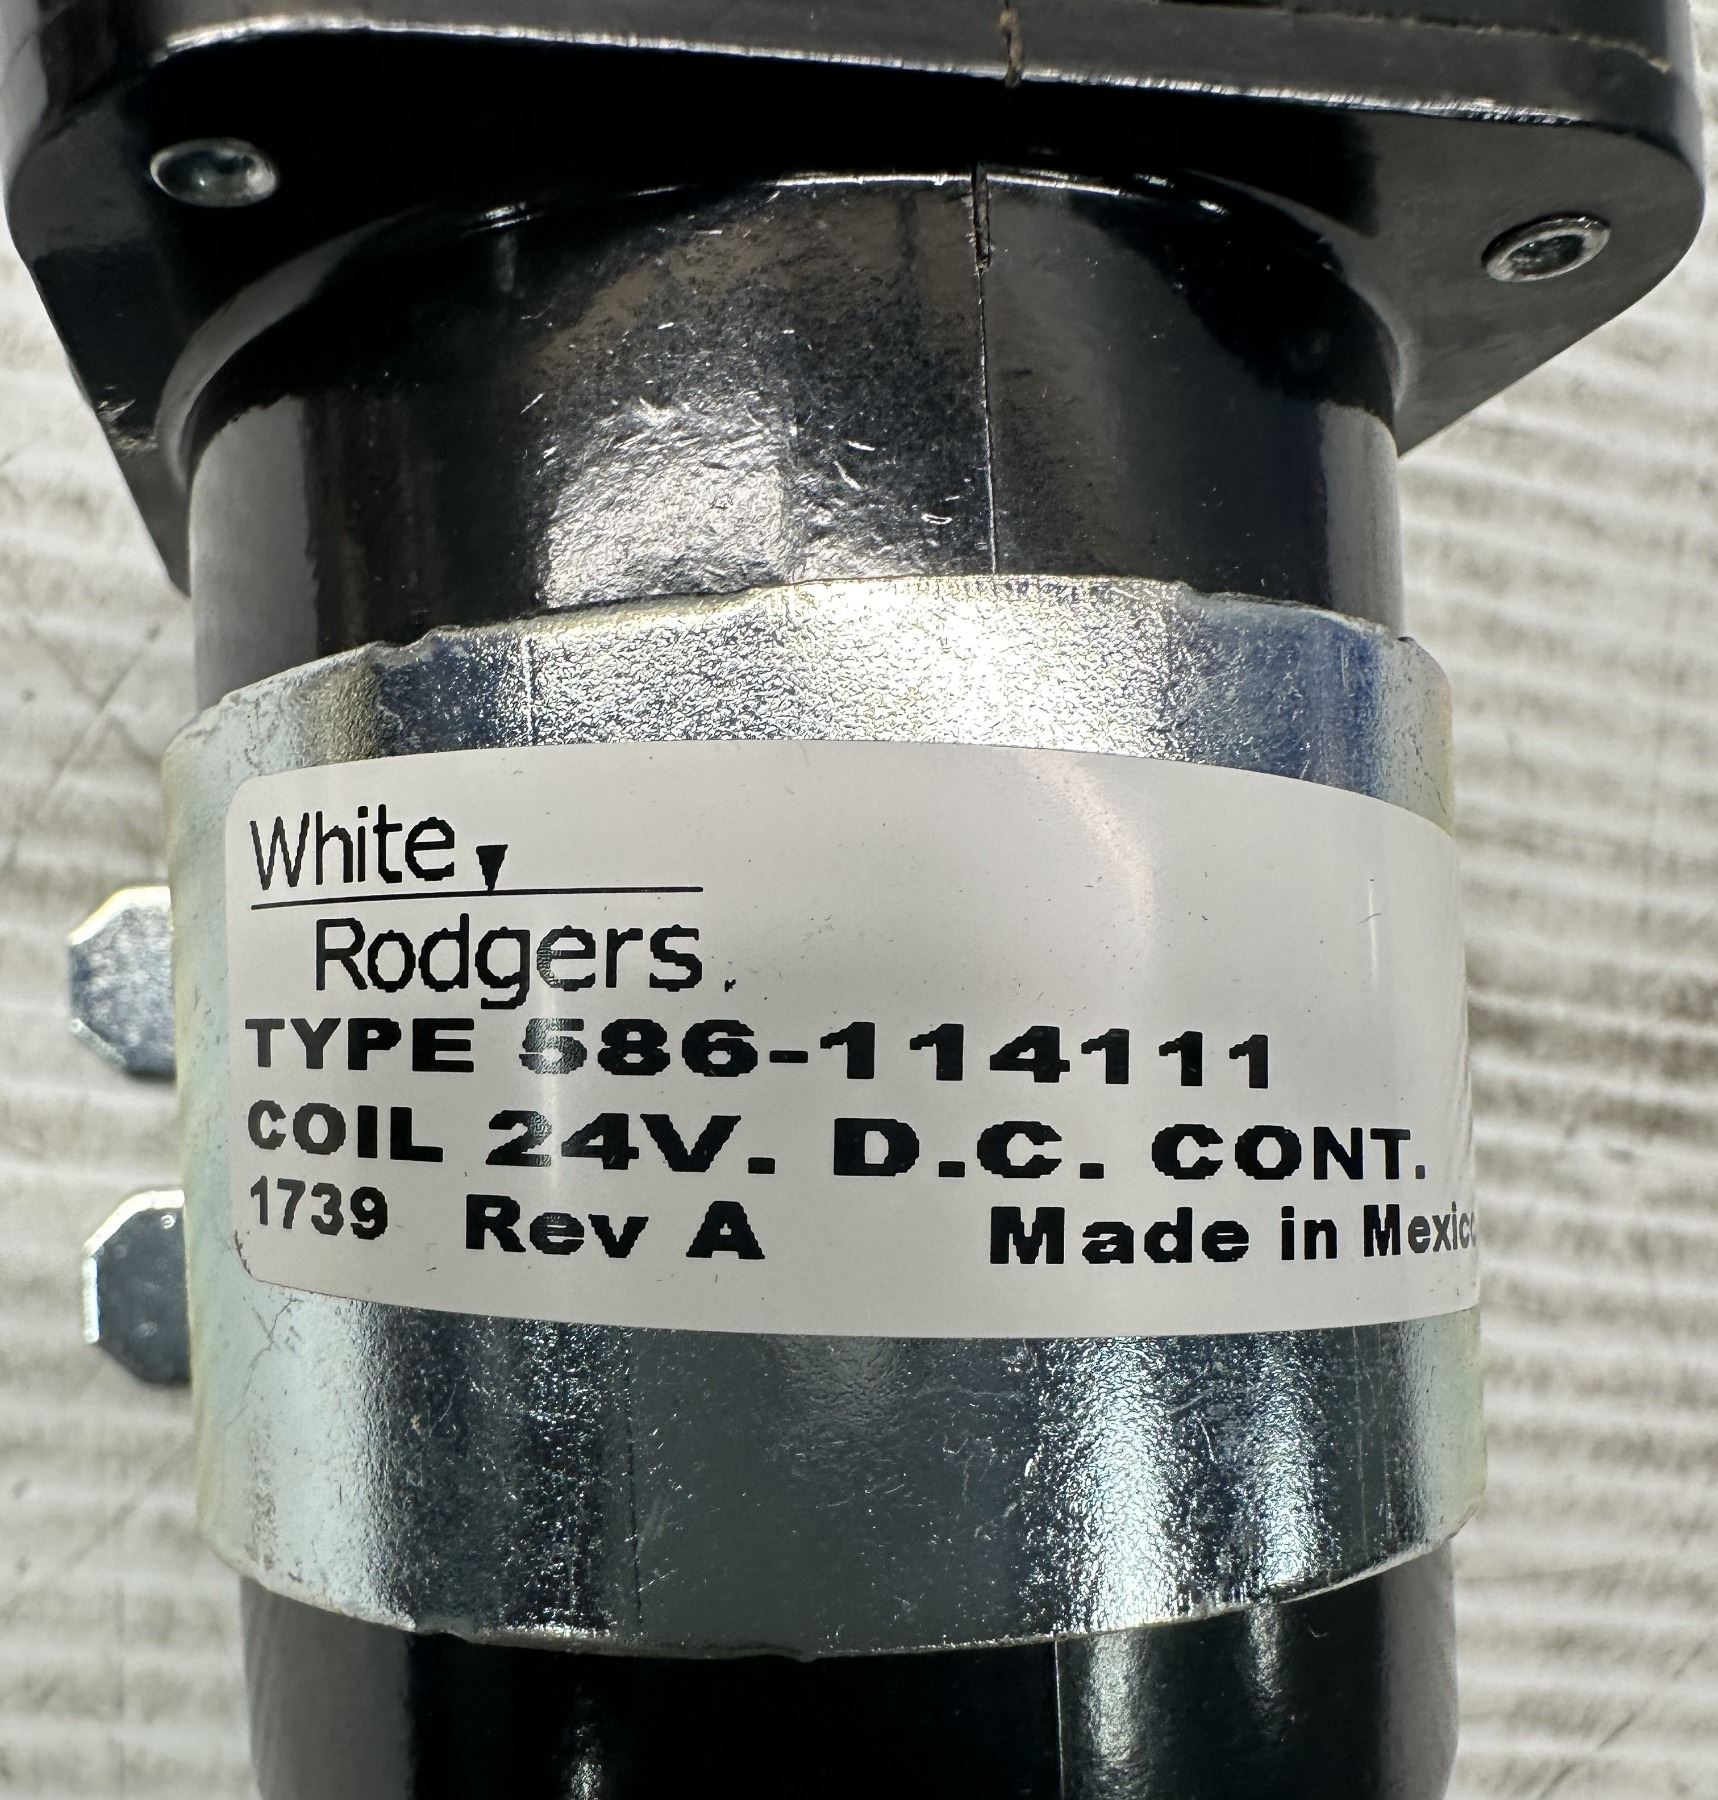 White
Rodgers
TYPE 586-114111
COIL 24V. D.C. CONT.
1739 Rev A Made in Mexico